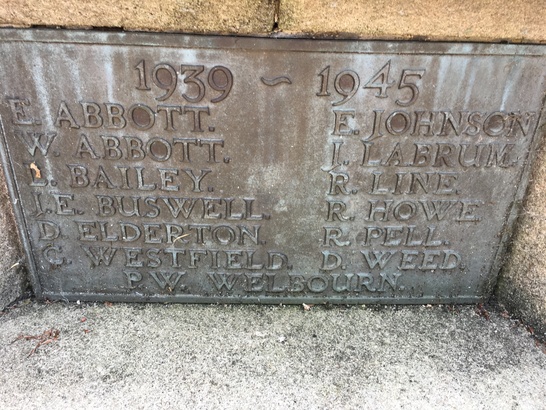 1939 ~ 1945
E. ABBOTT. E. JOHNSON
W. ABBOTT. J. LABRUM.
L. BAILEY. R. LINE
J.E. BUSWELL. R. HOWE
D. ELDERTON. R. PELL.
G. WESTFIELD. D. WEED.
P.W. WELBOURN.